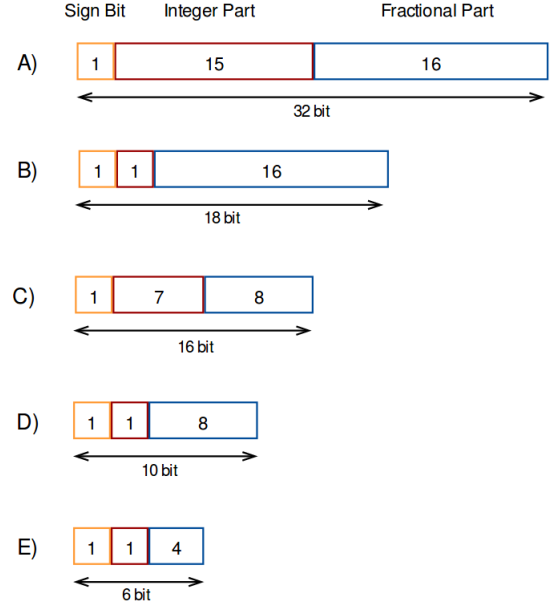 Sign Bit Integer Part Fractional Part
A) 1 15 16
32 bit
B) 1 1 16
18 bit
C) 1 7 8
16 bit
D) 1 1 8
10 bit
E) 1 1 4
6 bit